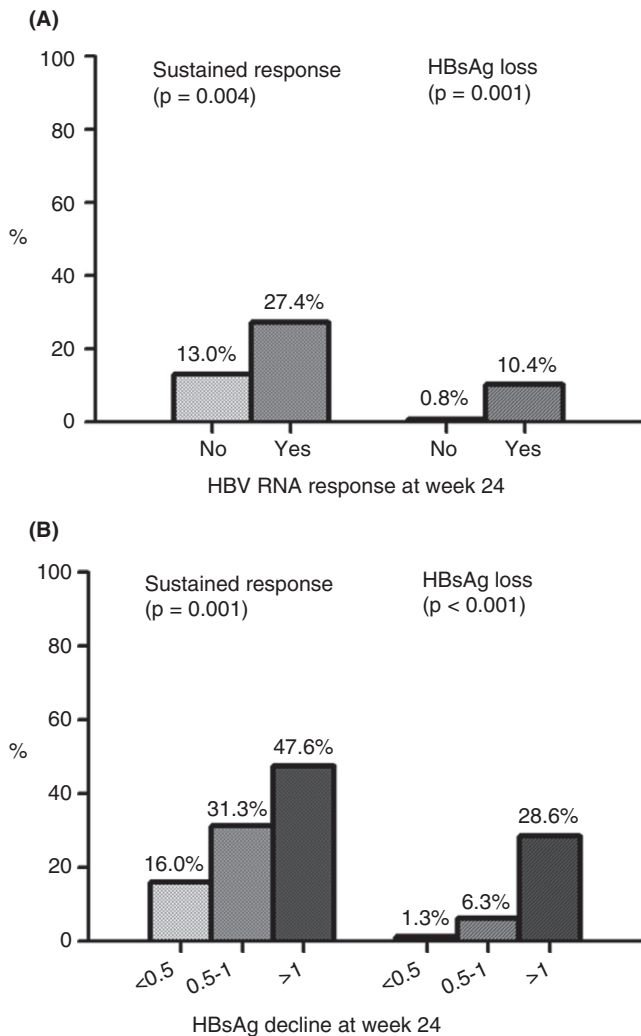 (A)
100
80
60
%
40
20
0
Sustained response
(p = 0.004)
HBsAg loss
(p = 0.001)
13.0%
27.4%
0.8%
10.4%
No
Yes
No
Yes
HBV RNA response at week 24
(B)
100
80
60
%
40
20
0
Sustained response
(p = 0.001)
HBsAg loss
(p < 0.001)
16.0%
31.3%
47.6%
1.3%
6.3%
28.6%
<0.5
0.5-1
>1
<0.5
0.5-1
>1
HBsAg decline at week 24